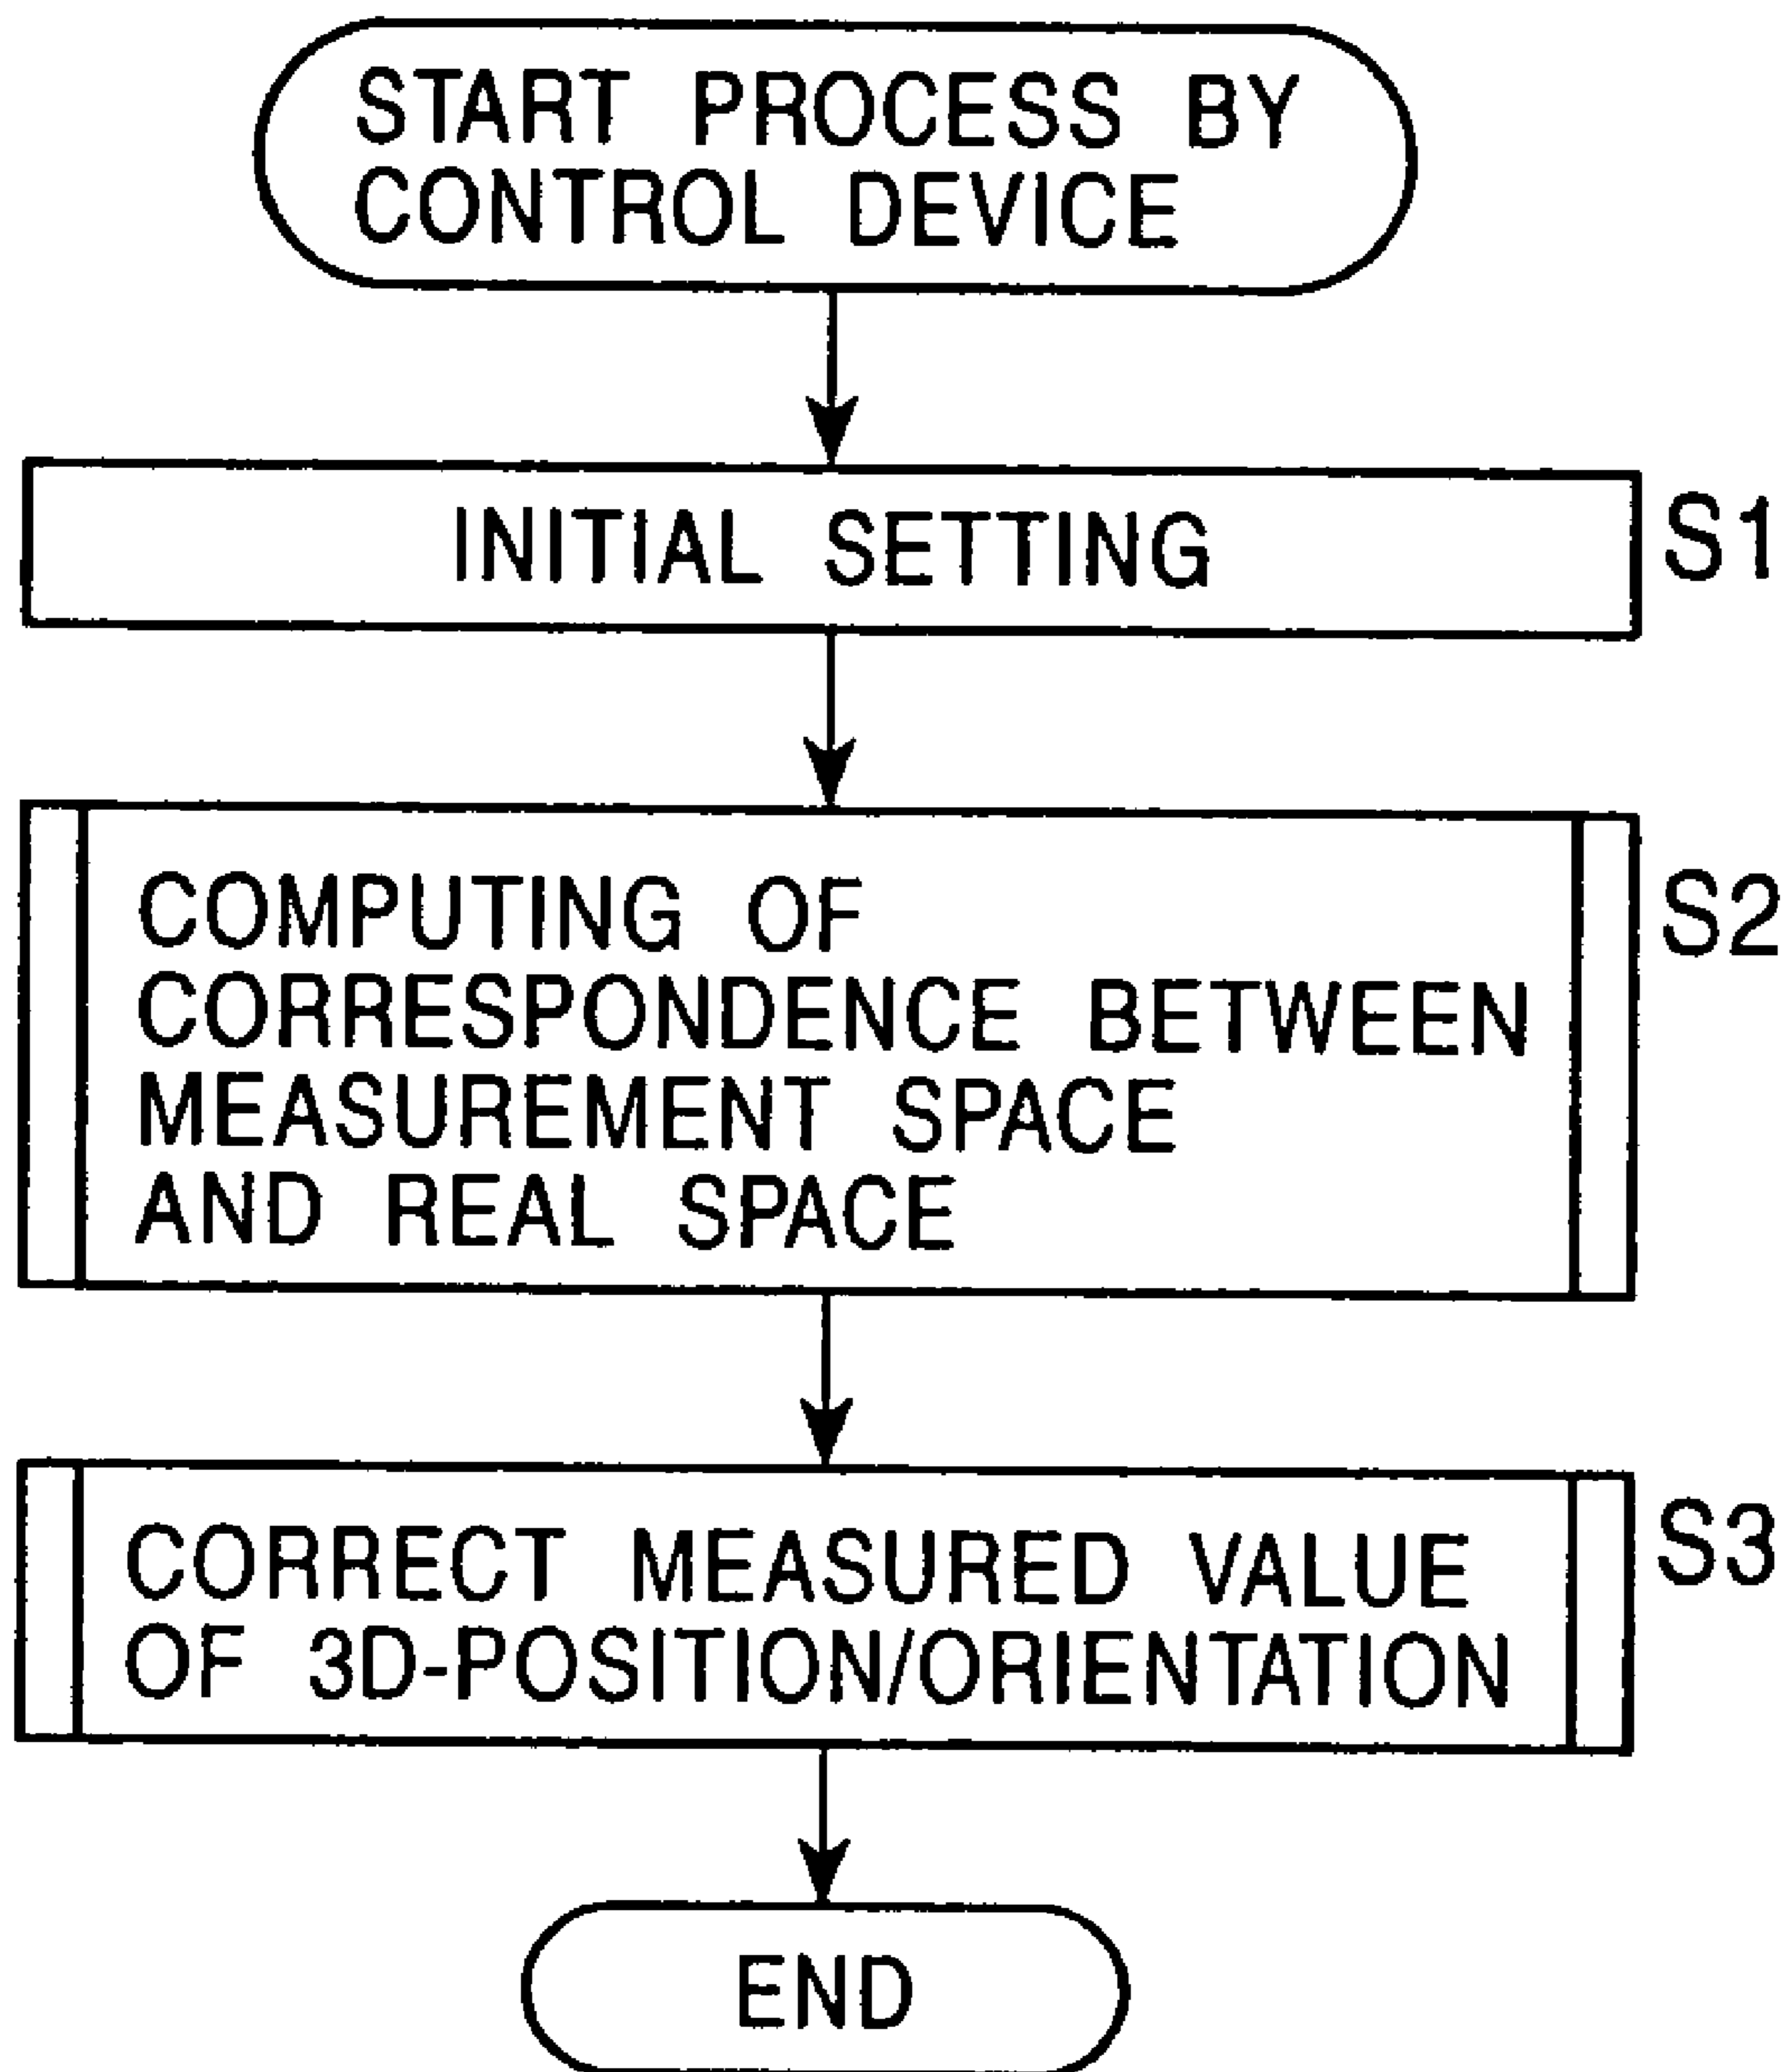 START PROCESS BY
CONTROL DEVICE
INITIAL SETTING
S1
COMPUTING OF
CORRESPONDENCE BETWEEN
MEASUREMENT SPACE
AND REAL SPACE
S2
CORRECT MEASURED VALUE
OF 3D-POSITION/ORIENTATION
S3
END